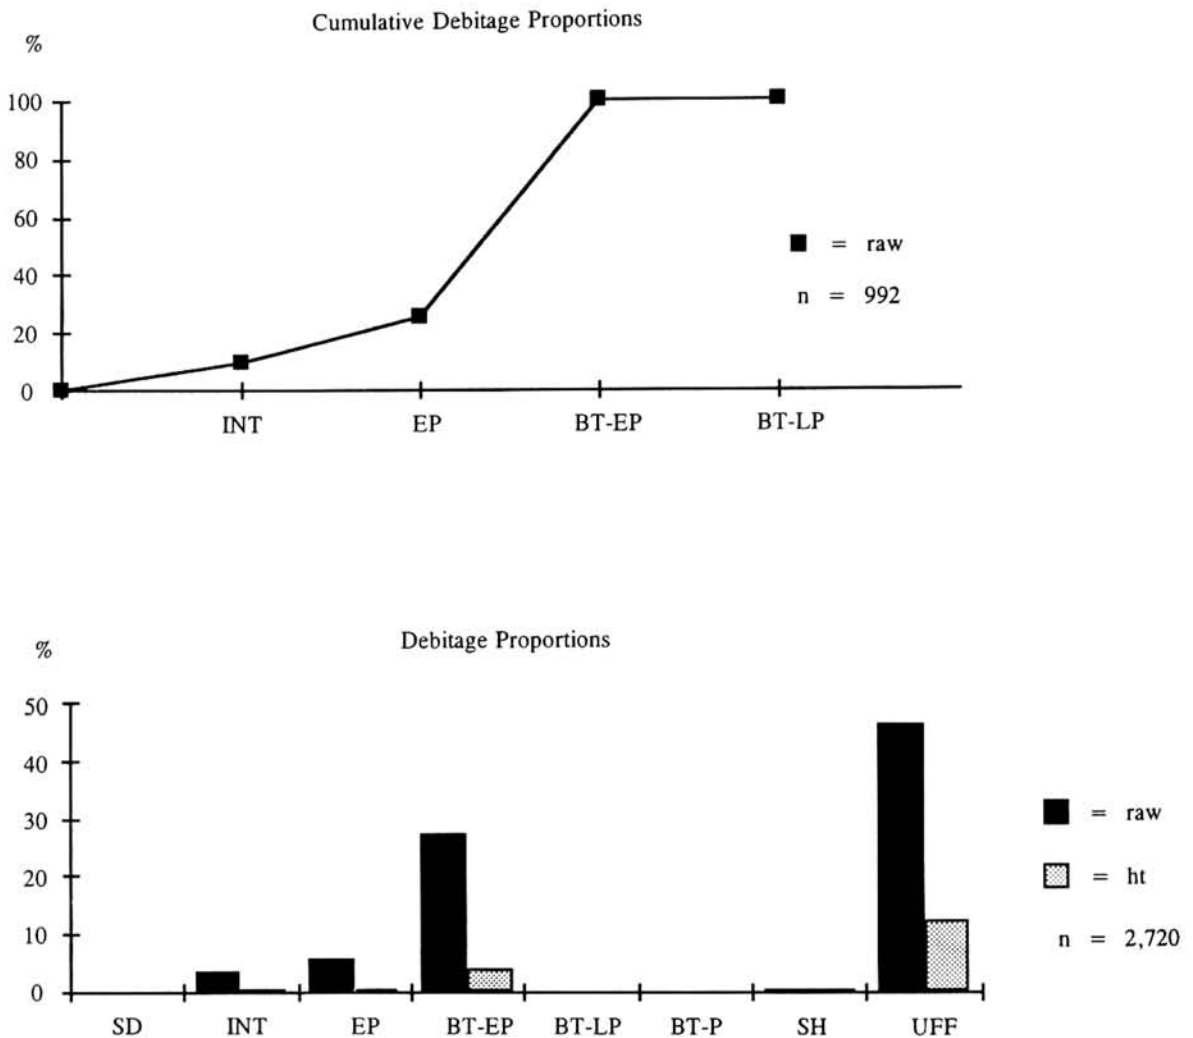 Cumulative Debitage Proportions
%
100
80
60
40
20
0
INT EP BT-EP BT-LP
= raw
n = 992
Debitage Proportions
%
50
40
30
20
10
0
SD INT EP BT-EP BT-LP BT-P SH UFF
= raw
= ht
n = 2,720